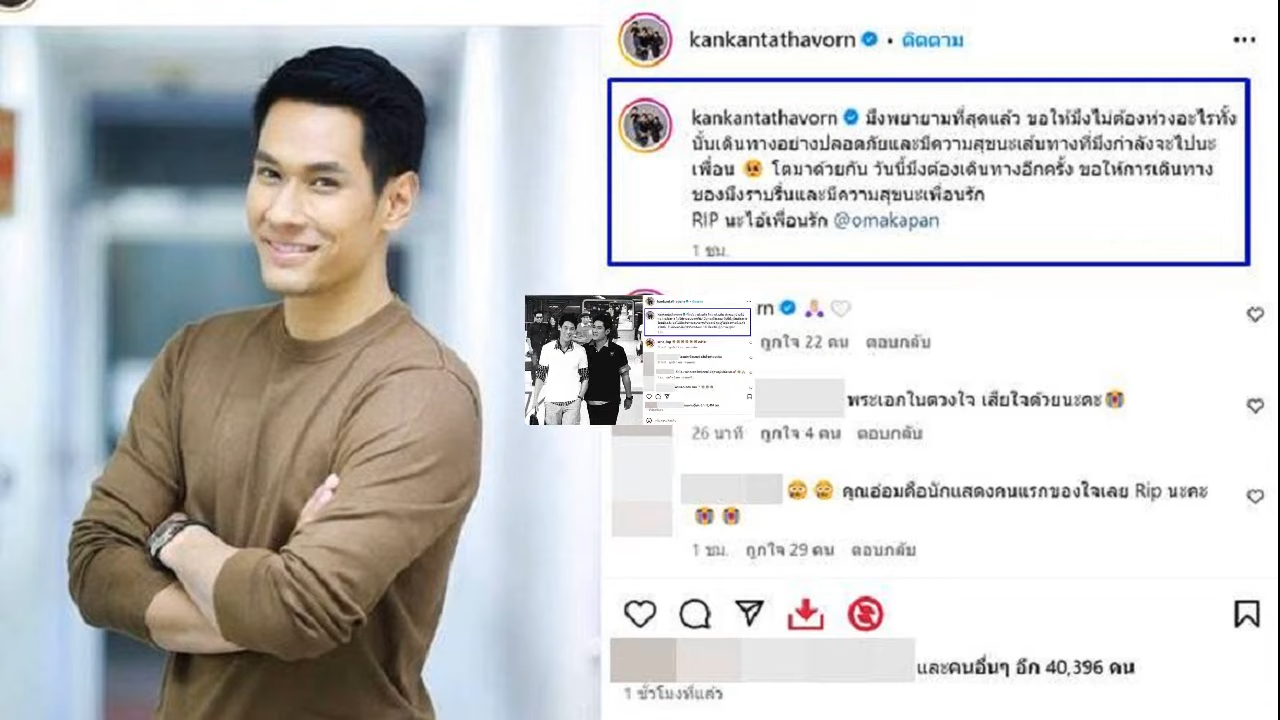 kankantathavorn • ติดตาม
kankantathavorn มึงพยายามที่สุดแล้ว ขอให้มึงไม่ต้องห่วงอะไรทั้ง
นั้นเดินทางอย่างปลอดภัยและมีความสุขนะเส้นทางที่มึงกำลังจะไปนะ
เพื่อน 😢 โตมาด้วยกัน วันนี้มึงต้องเดินทางอีกครั้ง ขอให้การเดินทาง
ของมึงราบรื่นและมีความสุขนะเพื่อนรัก
RIP นะไอ้เพื่อนรัก @omakapan
1 ชม.
rn 🙏🏻 🤍
ถูกใจ 22 คน ตอบกลับ
พระเอกในดวงใจ เสียใจด้วยนะคะ😭
26 นาที ถูกใจ 4 คน ตอบกลับ
😢 😢 คุณอ๋อมคือนักแสดงคนแรกของใจเลย Rip นะคะ
😭 😭
1 ชม. ถูกใจ 29 คน ตอบกลับ
และคนอื่นๆ อีก 40,396 คน
1 ชั่วโมงที่แล้ว